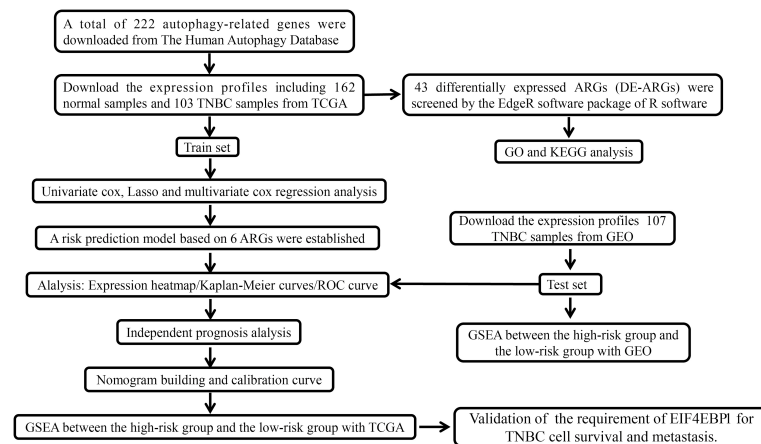 A total of 222 autophagy-related genes were
downloaded from The Human Autophagy Database
Download the expression profiles including 162
normal samples and 103 TNBC samples from TCGA
43 differentially expressed ARGs (DE-ARGs) were
screened by the EdgeR software package of R software
Train set
GO and KEGG analysis
Univariate cox, Lasso and multivariate cox regression analysis
Download the expression profiles 107
TNBC samples from GEO
A risk prediction model based on 6 ARGs were established
Alalysis: Expression heatmap/Kaplan-Meier curves/ROC curve
Test set
Independent prognosis alalysis
GSEA between the high-risk group and
the low-risk group with GEO
Nomogram building and calibration curve
GSEA between the high-risk group and the low-risk group with TCGA
Validation of the requirement of EIF4EBP1 for
TNBC cell survival and metastasis.